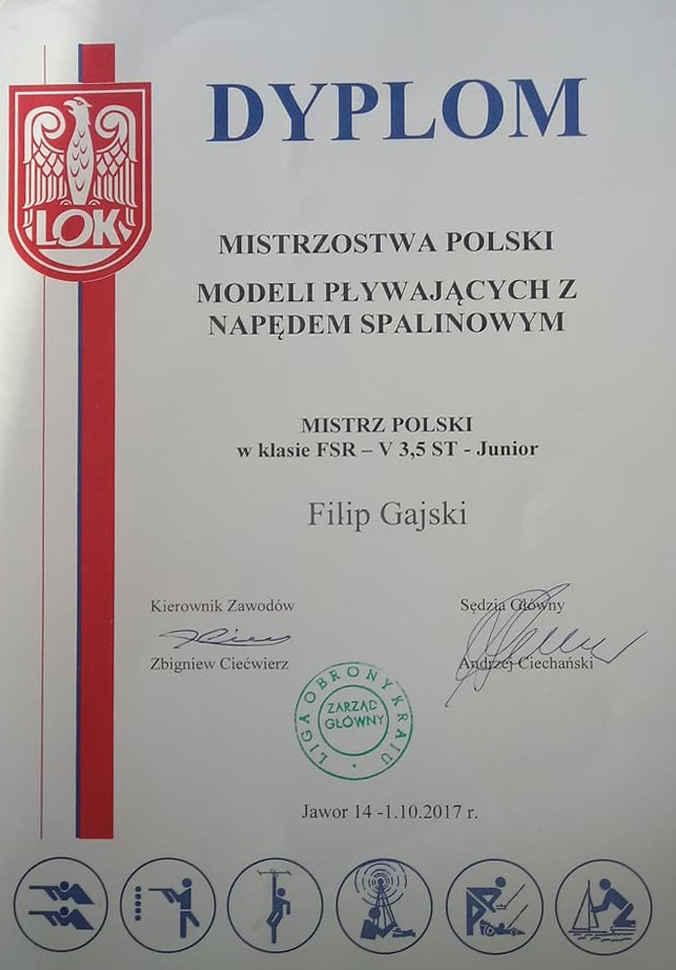 LOK
DYPLOM
MISTRZOSTWA POLSKI
MODELI PŁYWAJĄCYCH Z
NAPĘDEM SPALINOWYM
MISTRZ POLSKI
w klasie FSR – V 3,5 ST - Junior
Filip Gajski
Kierownik Zawodów
Zbigniew Ciećwierz
Sędzia Główny
Andrzej Ciechański
LIGA OBRONY KRAJU
ZARZĄD
GŁÓWNY
Jawor 14 -1.10.2017 r.